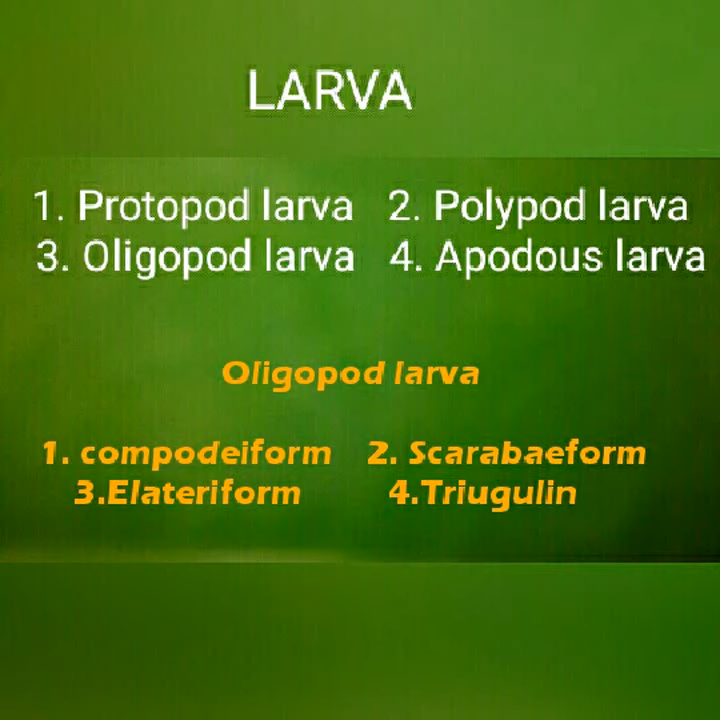 LARVA
1. Protopod larva 2. Polypod larva
3. Oligopod larva 4. Apodous larva
Oligopod larva
1. compodeiform 2. Scarabaeform
3.Elateriform 4.Triugulin